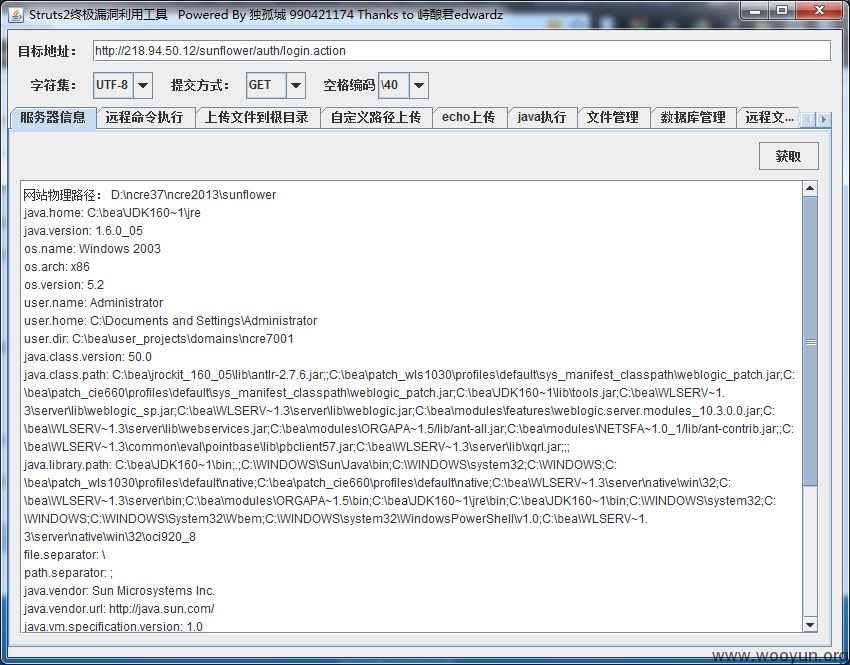 Struts2终极漏洞利用工具 Powered By 独孤城 990421174 Thanks to 峙酿君edwardz
目标地址： http://218.94.50.12/sunflower/auth/login.action
字符集： UTF-8 提交方式： GET 空格编码 \40
服务器信息 远程命令执行 上传文件到根目录 自定义路径上传 echo上传 java执行 文件管理 数据库管理 远程文...
获取
网站物理路径： D:\ncre37\ncre2013\sunflower
java.home: C:\bea\JDK160~1\jre
java.version: 1.6.0_05
os.name: Windows 2003
os.arch: x86
os.version: 5.2
user.name: Administrator
user.home: C:\Documents and Settings\Administrator
user.dir: C:\bea\user_projects\domains\ncre7001
java.class.version: 50.0
java.class.path: C:\bea\jrockit_160_05\lib\antlr-2.7.6.jar;;C:\bea\patch_wls1030\profiles\default\sys_manifest_classpath\weblogic_patch.jar;C:
\bea\patch_cie660\profiles\default\sys_manifest_classpath\weblogic_patch.jar;C:\bea\JDK160~1\lib\tools.jar;C:\bea\WLSERV~1.
3\server\lib\weblogic_sp.jar;C:\bea\WLSERV~1.3\server\lib\weblogic.jar;C:\bea\modules\features\weblogic.server.modules_10.3.0.0.jar;C:
\bea\WLSERV~1.3\server\lib\webservices.jar;C:\bea\modules\ORGAPA~1.5/lib/ant-all.jar;C:\bea\modules\NETSFA~1.0_1/lib/ant-contrib.jar;;C:
\bea\WLSERV~1.3\common\eval\pointbase\lib\pbclient57.jar;C:\bea\WLSERV~1.3\server\lib\xqrl.jar;;;
java.library.path: C:\bea\JDK160~1\bin;.;C:\WINDOWS\Sun\Java\bin;C:\WINDOWS\system32;C:\WINDOWS;C:
\bea\patch_wls1030\profiles\default\native;C:\bea\patch_cie660\profiles\default\native;C:\bea\WLSERV~1.3\server\native\win\32;C:
\bea\WLSERV~1.3\server\bin;C:\bea\modules\ORGAPA~1.5\bin;C:\bea\JDK160~1\jre\bin;C:\bea\JDK160~1\bin;C:\WINDOWS\system32;C:
\WINDOWS;C:\WINDOWS\System32\Wbem;C:\WINDOWS\system32\WindowsPowerShell\v1.0;C:\bea\WLSERV~1.
3\server\native\win\32\oci920_8
file.separator: \
path.separator: ;
java.vendor: Sun Microsystems Inc.
java.vendor.url: http://java.sun.com/
java.vm.specification.version: 1.0
www.wooyun.org